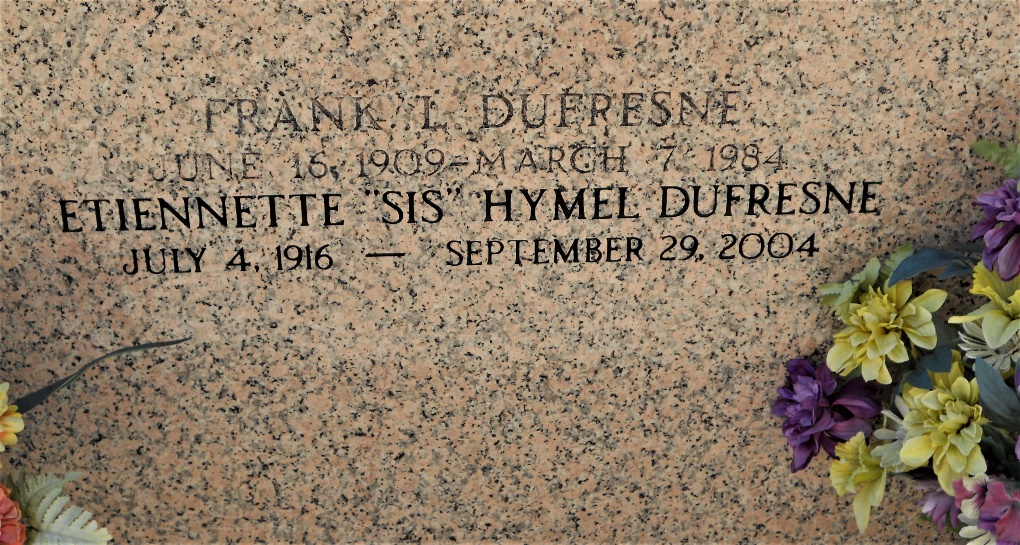 FRANK L. DUFRESNE
JUNE 16, 1909-MARCH 7, 1984
ETIENNETTE "SIS" HYMEL DUFRESNE
JULY 4, 1916 — SEPTEMBER 29, 2004